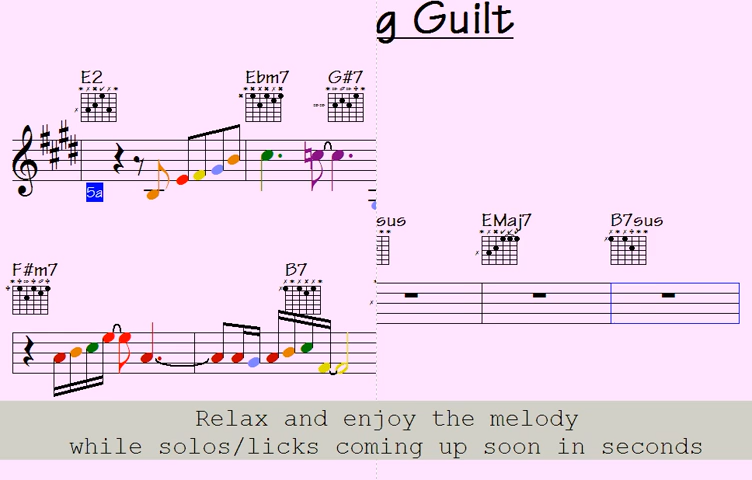 g Guilt
E2 Ebm7 G#7
5a
sus EMaj7 B7sus
F#m7 B7
Relax and enjoy the melody
while solos/licks coming up soon in seconds